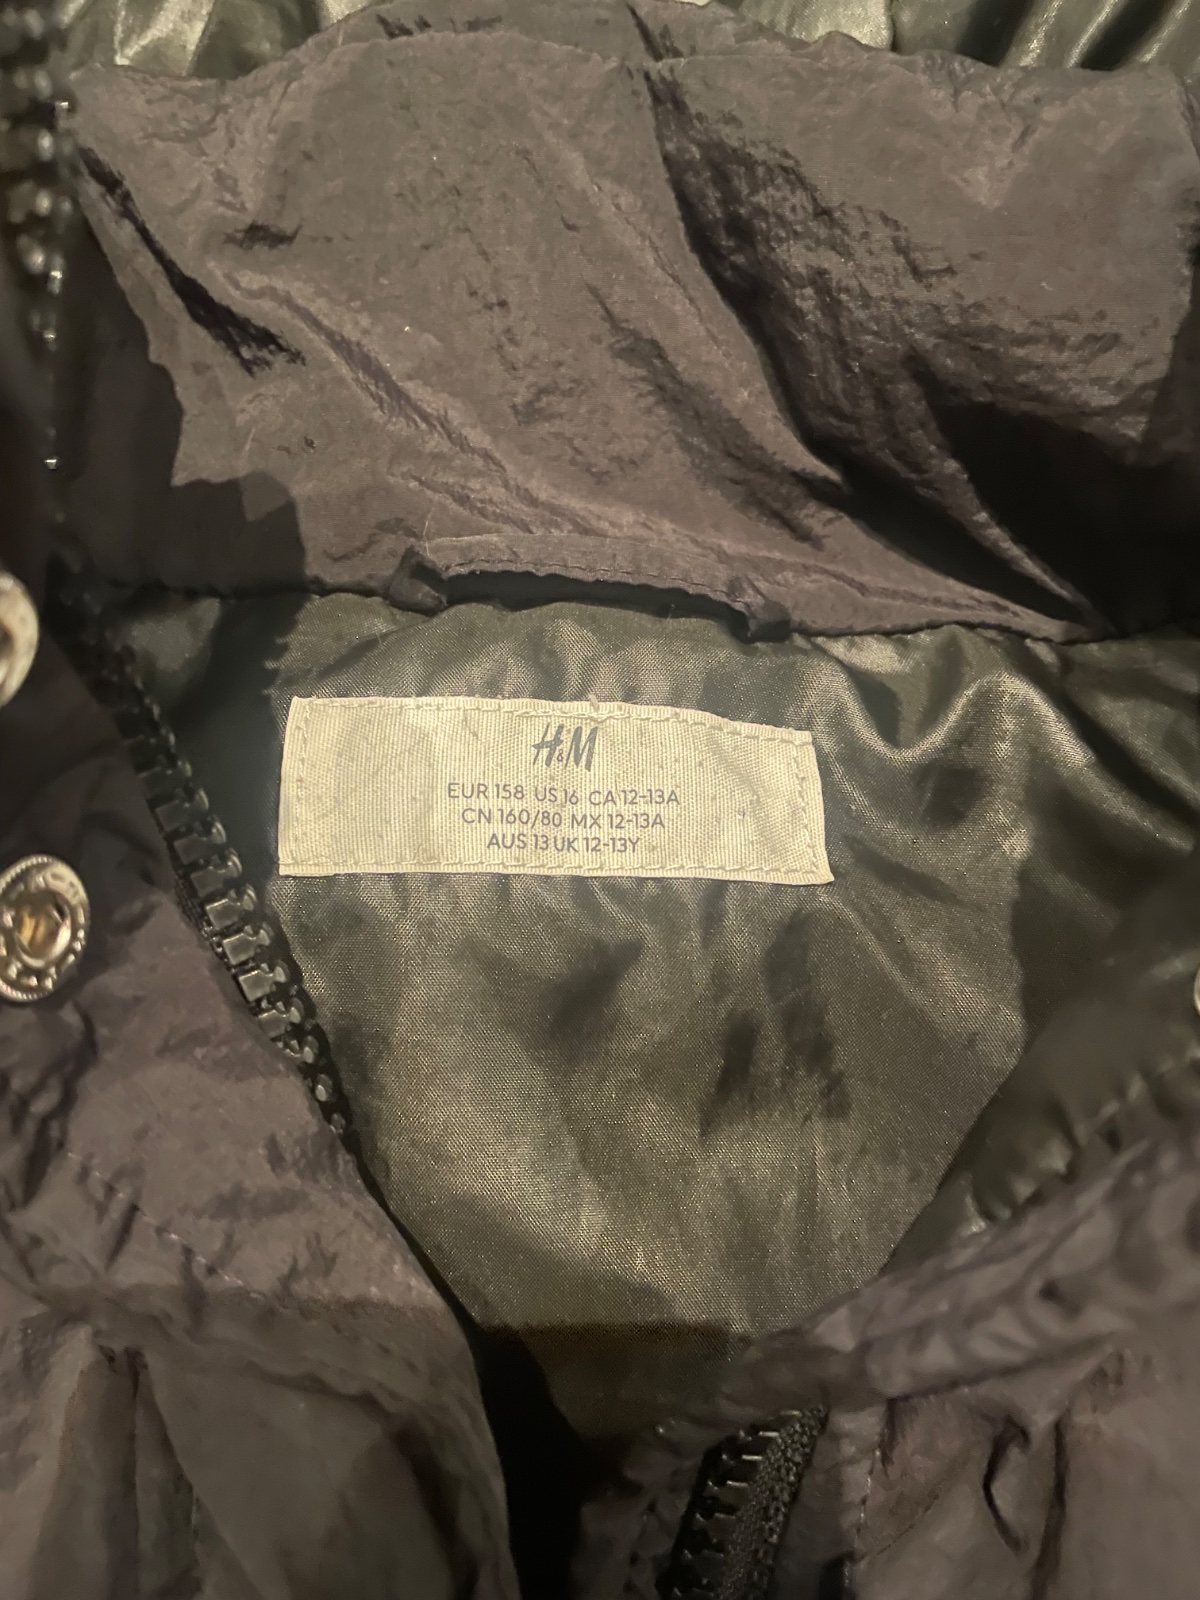 H&M
EUR 158 US 16 CA 12-13A
CN 160/80 MX 12-13A
AUS 13 UK 12-13Y